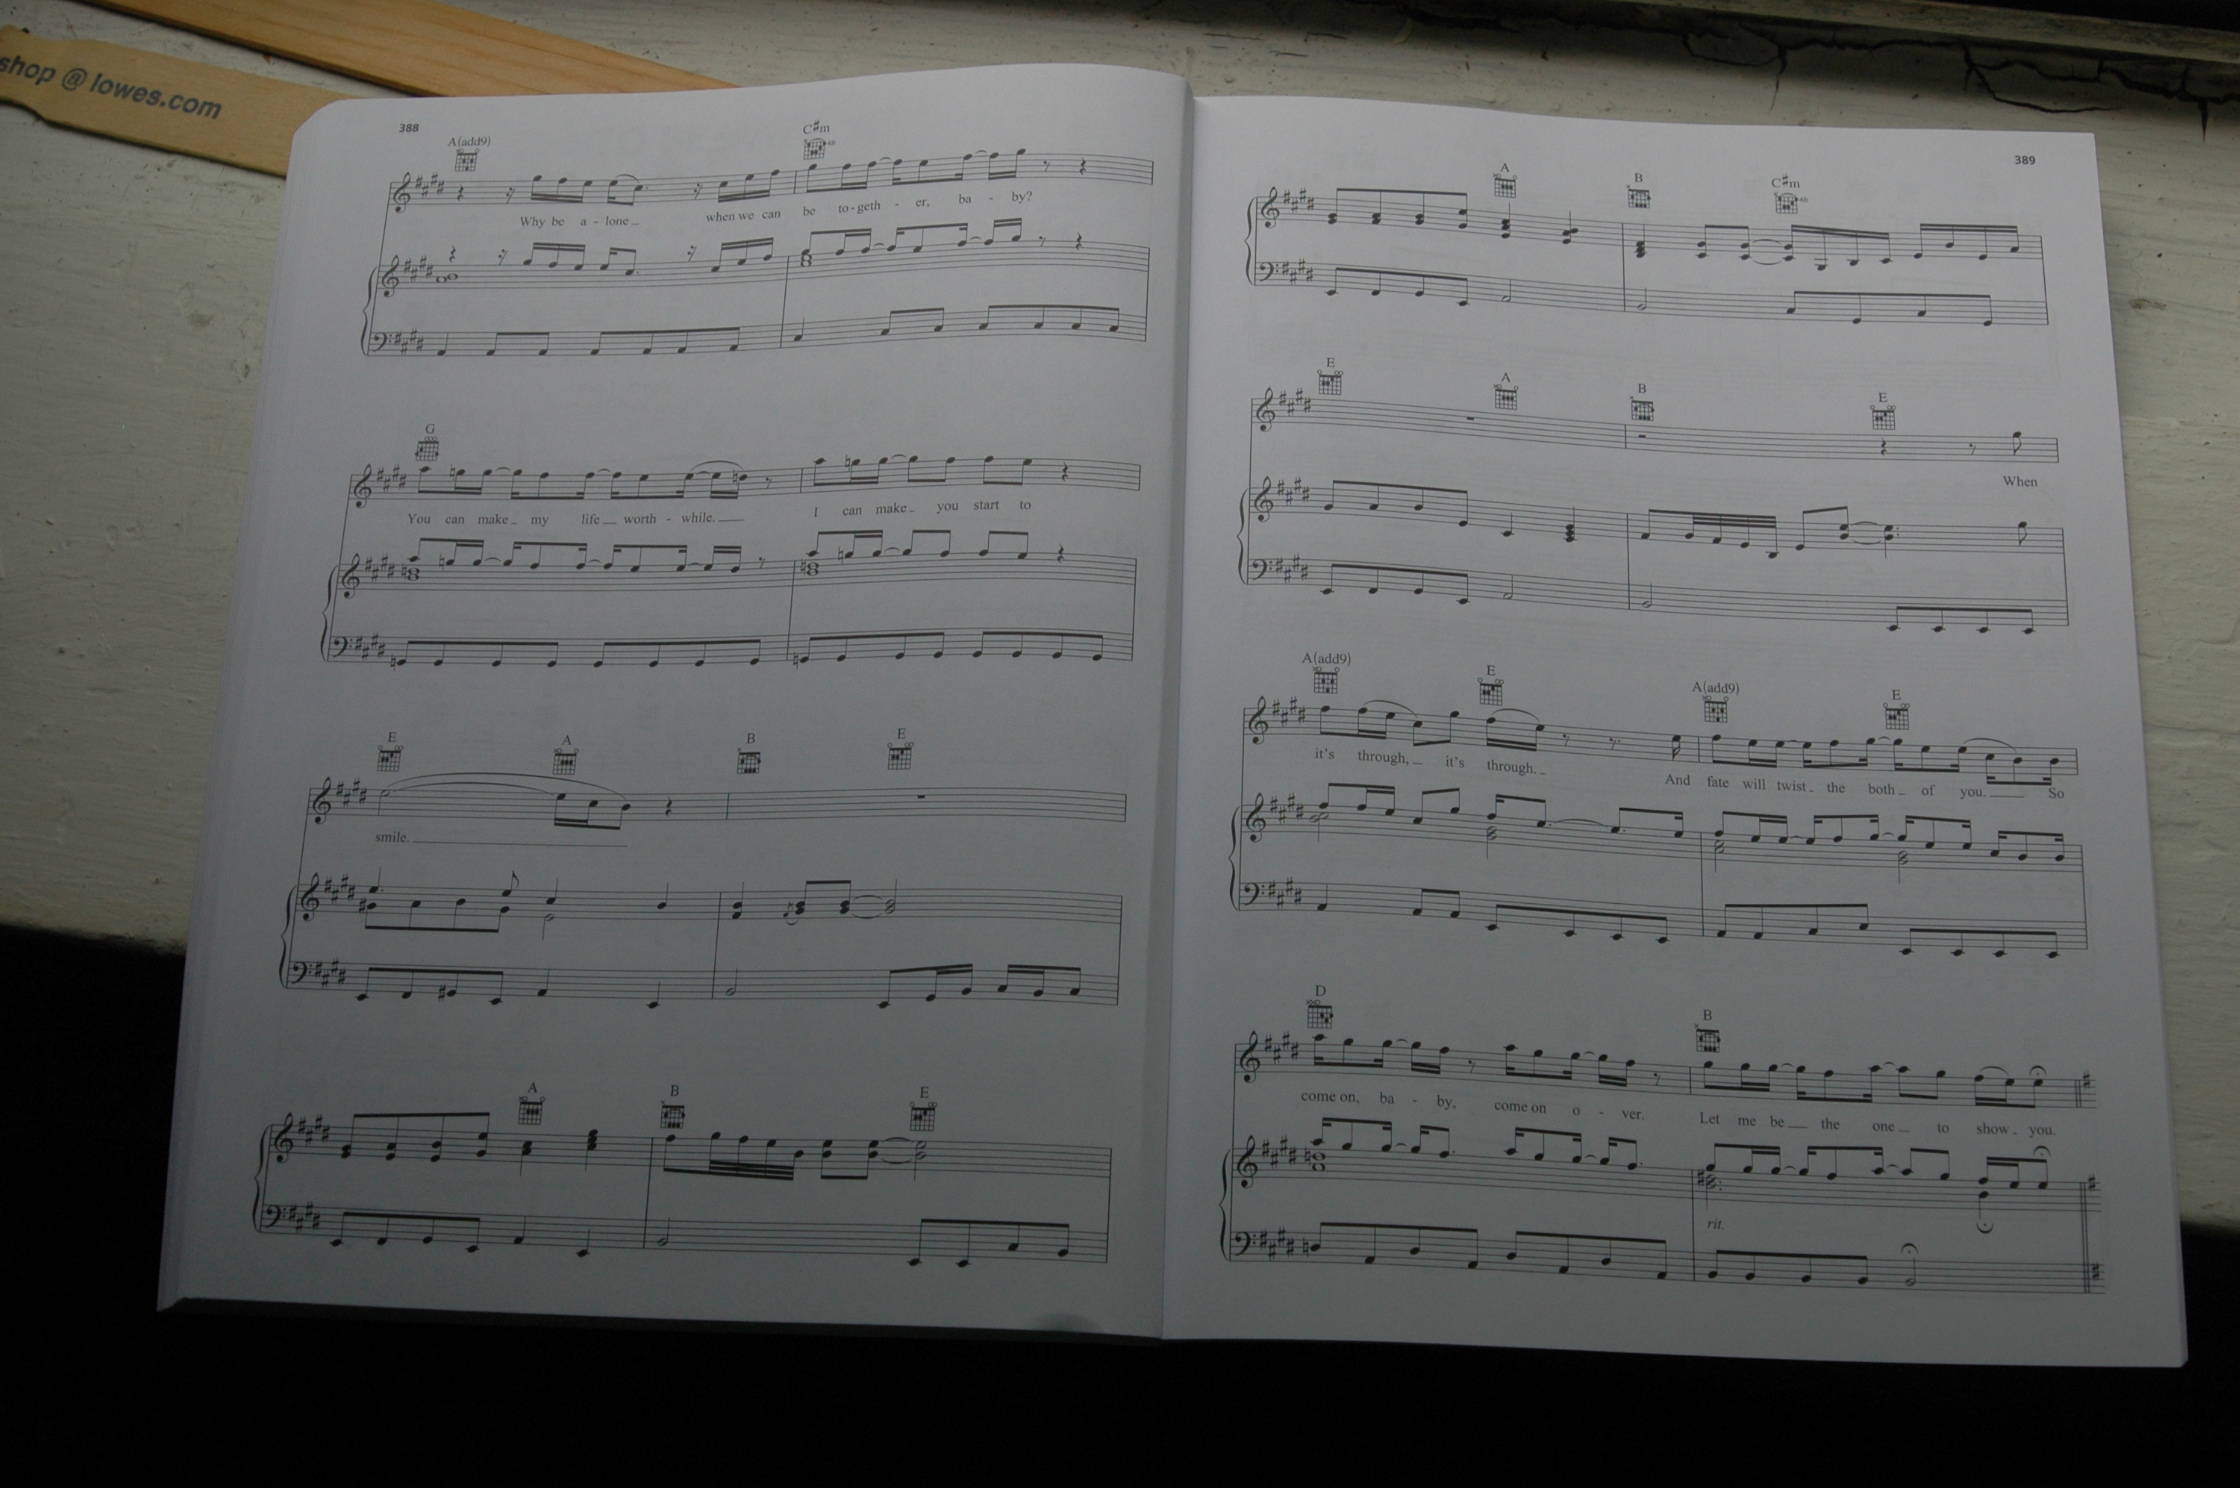 shop @ lowes.com
388
A(add9) C#m
Why be a - lone when we can be to - geth - er, ba - by?
G
You can make my life worth - while. I can make you start to
E A B E
smile.
A B E
389
A B C#m
E A B E
When
A(add9) E A(add9) E
it's through, it's through. And fate will twist the both of you. So
D B
come on, ba - by, come on o - ver. Let me be the one to show you.
rit.